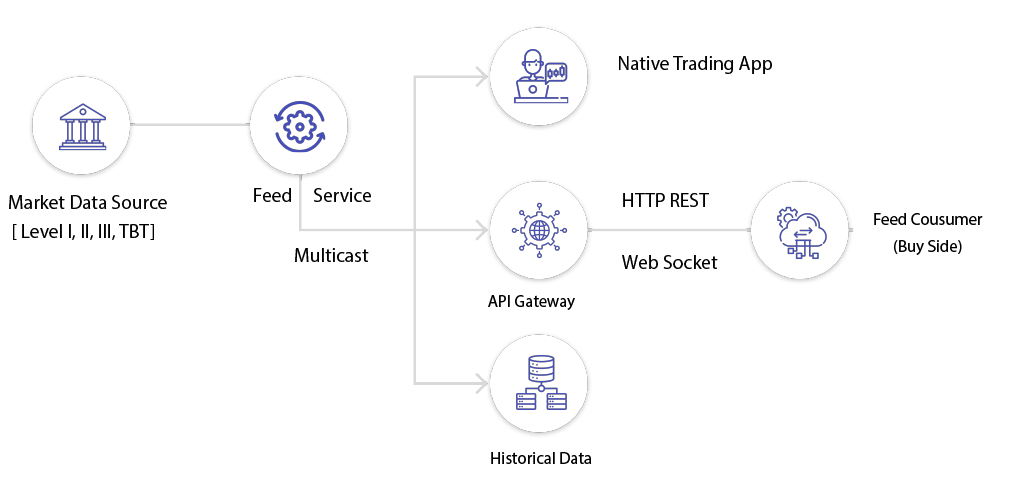 Native Trading App
Market Data Source
[ Level I, II, III, TBT]
Feed Service
Multicast
HTTP REST
Web Socket
API Gateway
Feed Cousumer
(Buy Side)
Historical Data